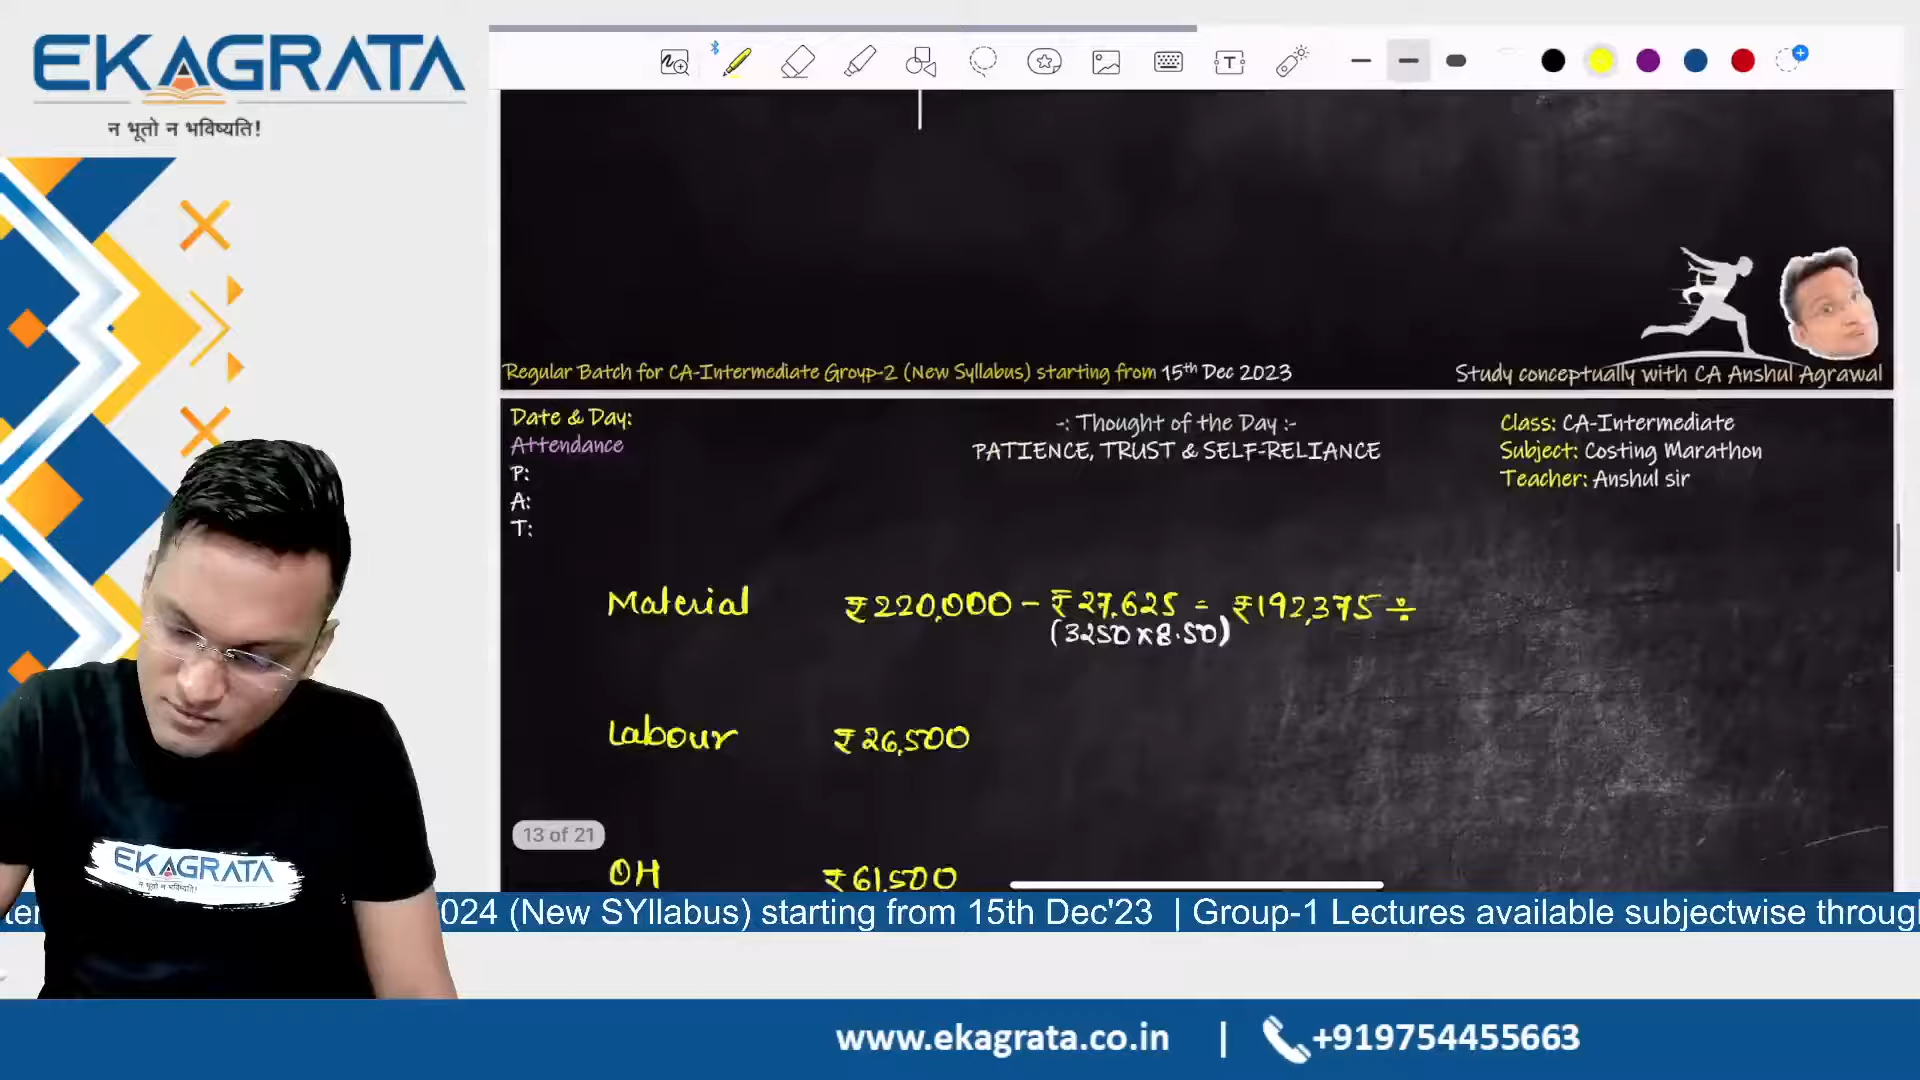 EKAGRATA
न भूतो न भविष्यति!
T
Regular Batch for CA-Intermediate Group-2 (New Syllabus) starting from 15th Dec 2023
Study conceptually with CA Anshul Agrawal
Date & Day:
Attendance
P:
A:
T:
-: Thought of the Day :-
PATIENCE, TRUST & SELF-RELIANCE
Class: CA-Intermediate
Subject: Costing Marathon
Teacher: Anshul sir
Material ₹220,000 - ₹27,625 = ₹192,375 ÷
(3250×8.50)
Labour ₹26,500
13 of 21
OH ₹61,500
EKAGRATA
न भूतो न भविष्यति!
024 (New SYllabus) starting from 15th Dec'23 | Group-1 Lectures available subjectwise
www.ekagrata.co.in | +919754455663